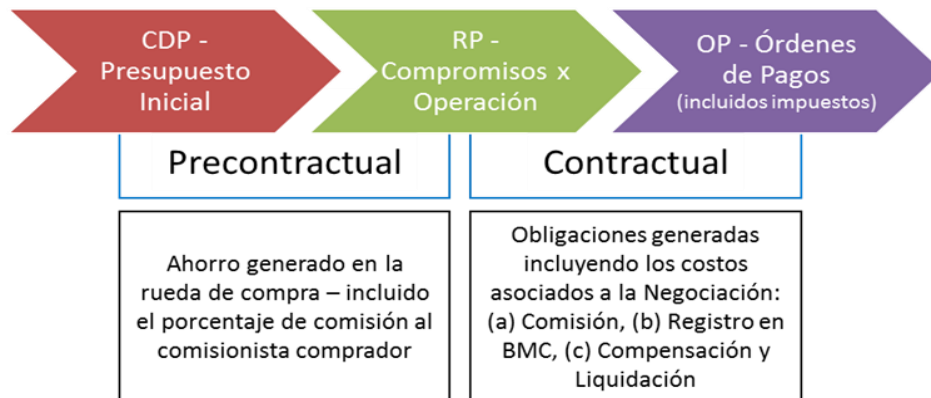 CDP -
Presupuesto
Inicial
RP -
Compromisos x
Operación
OP - Órdenes
de Pagos
(incluidos impuestos)
Precontractual
Contractual
Ahorro generado en la
rueda de compra – incluido
el porcentaje de comisión al
comisionista comprador
Obligaciones generadas
incluyendo los costos
asociados a la Negociación:
(a) Comisión, (b) Registro en
BMC, (c) Compensación y
Liquidación